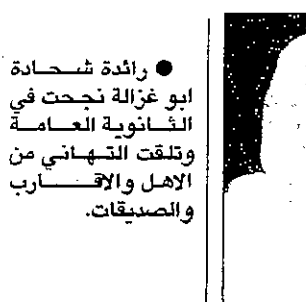 ● رائدة شحادة
ابو غزالة نجحت في
الثانوية العامة
وتلقت التهاني من
الاهل والاقارب
والصديقات.